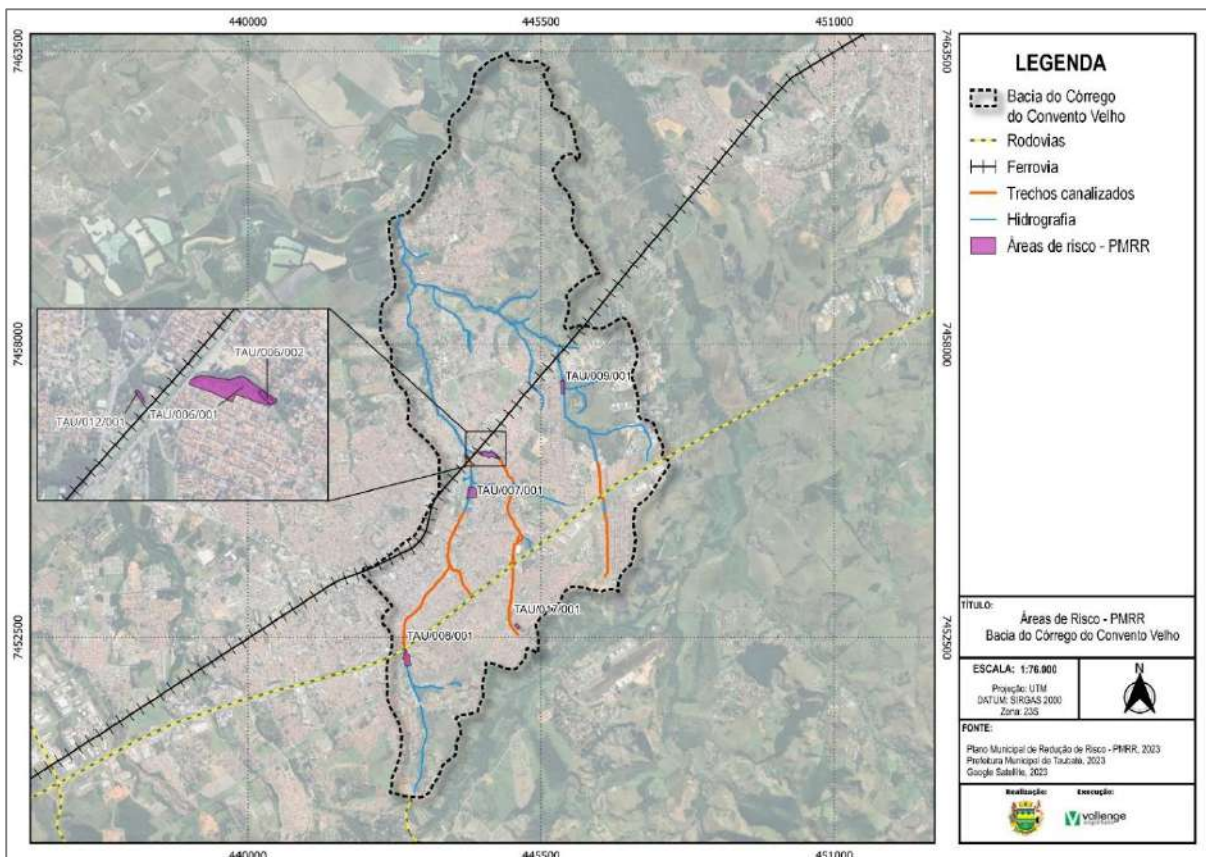 440000
445500
451000
7463500
7463500
7458000
7458000
7452500
7452500
440000
445500
451000
TAU/006/002
TAU/012/001
TAU/006/001
TAU/009/001
TAU/007/001
TAU/017/001
TAU/008/001
LEGENDA
Bacia do Córrego
do Convento Velho
Rodovias
Ferrovia
Trechos canalizados
Hidrografia
Áreas de risco - PMRR
TÍTULO:
Áreas de Risco - PMRR
Bacia do Córrego do Convento Velho
ESCALA: 1:76.000
Projeção: UTM
DATUM: SIRGAS 2000
Zona: 23S
N
FONTE:
Plano Municipal de Redução de Risco - PMRR, 2023
Prefeitura Municipal de Taubaté, 2023
Google Satellite, 2023
Realização:
Execução:
vallenge